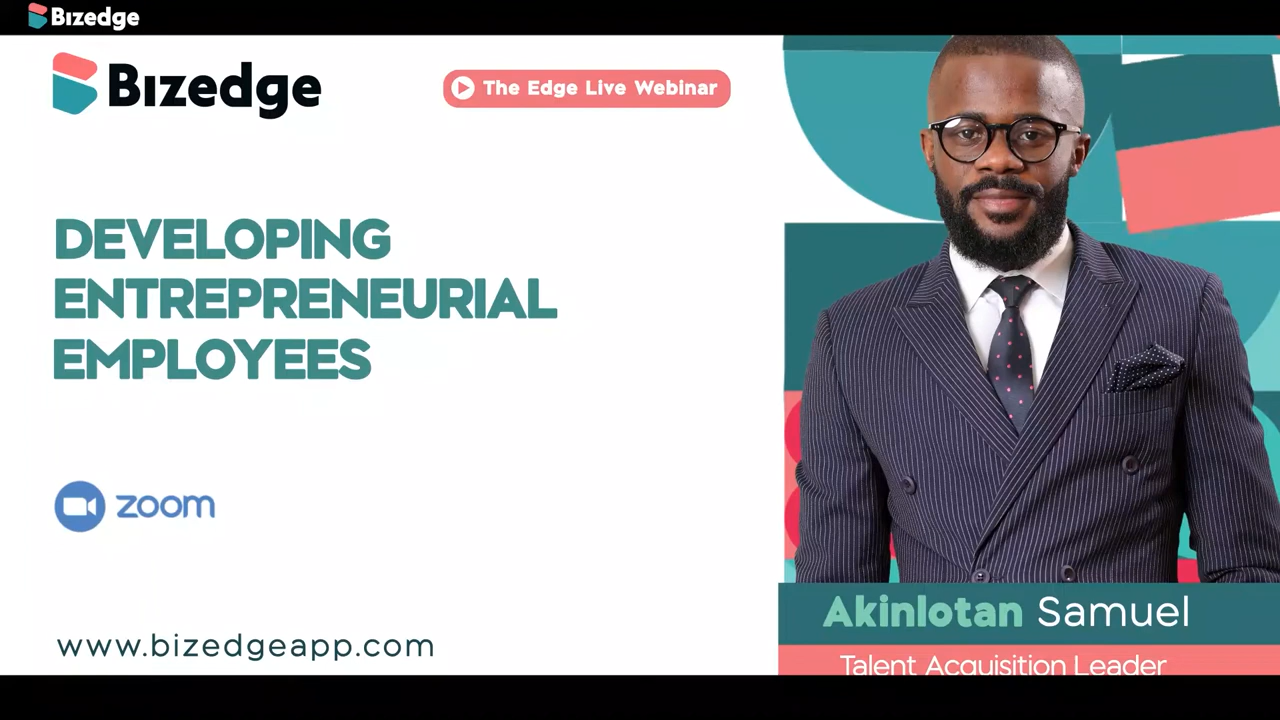 Bizedge
Bizedge
The Edge Live Webinar
DEVELOPING
ENTREPRENEURIAL
EMPLOYEES
zoom
www.bizedgeapp.com
Akinlotan Samuel
Talent Acquisition Leader